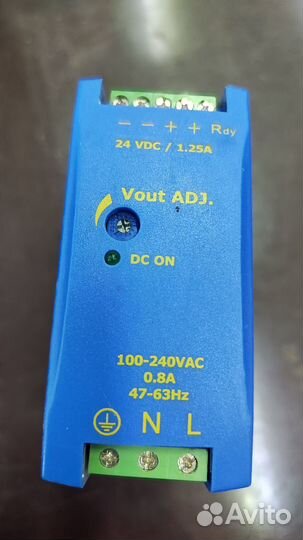 − − + + Rdy
24 VDC / 1.25A
Vout ADJ.
DC ON
100-240VAC
0.8A
47-63Hz
N L
Avito